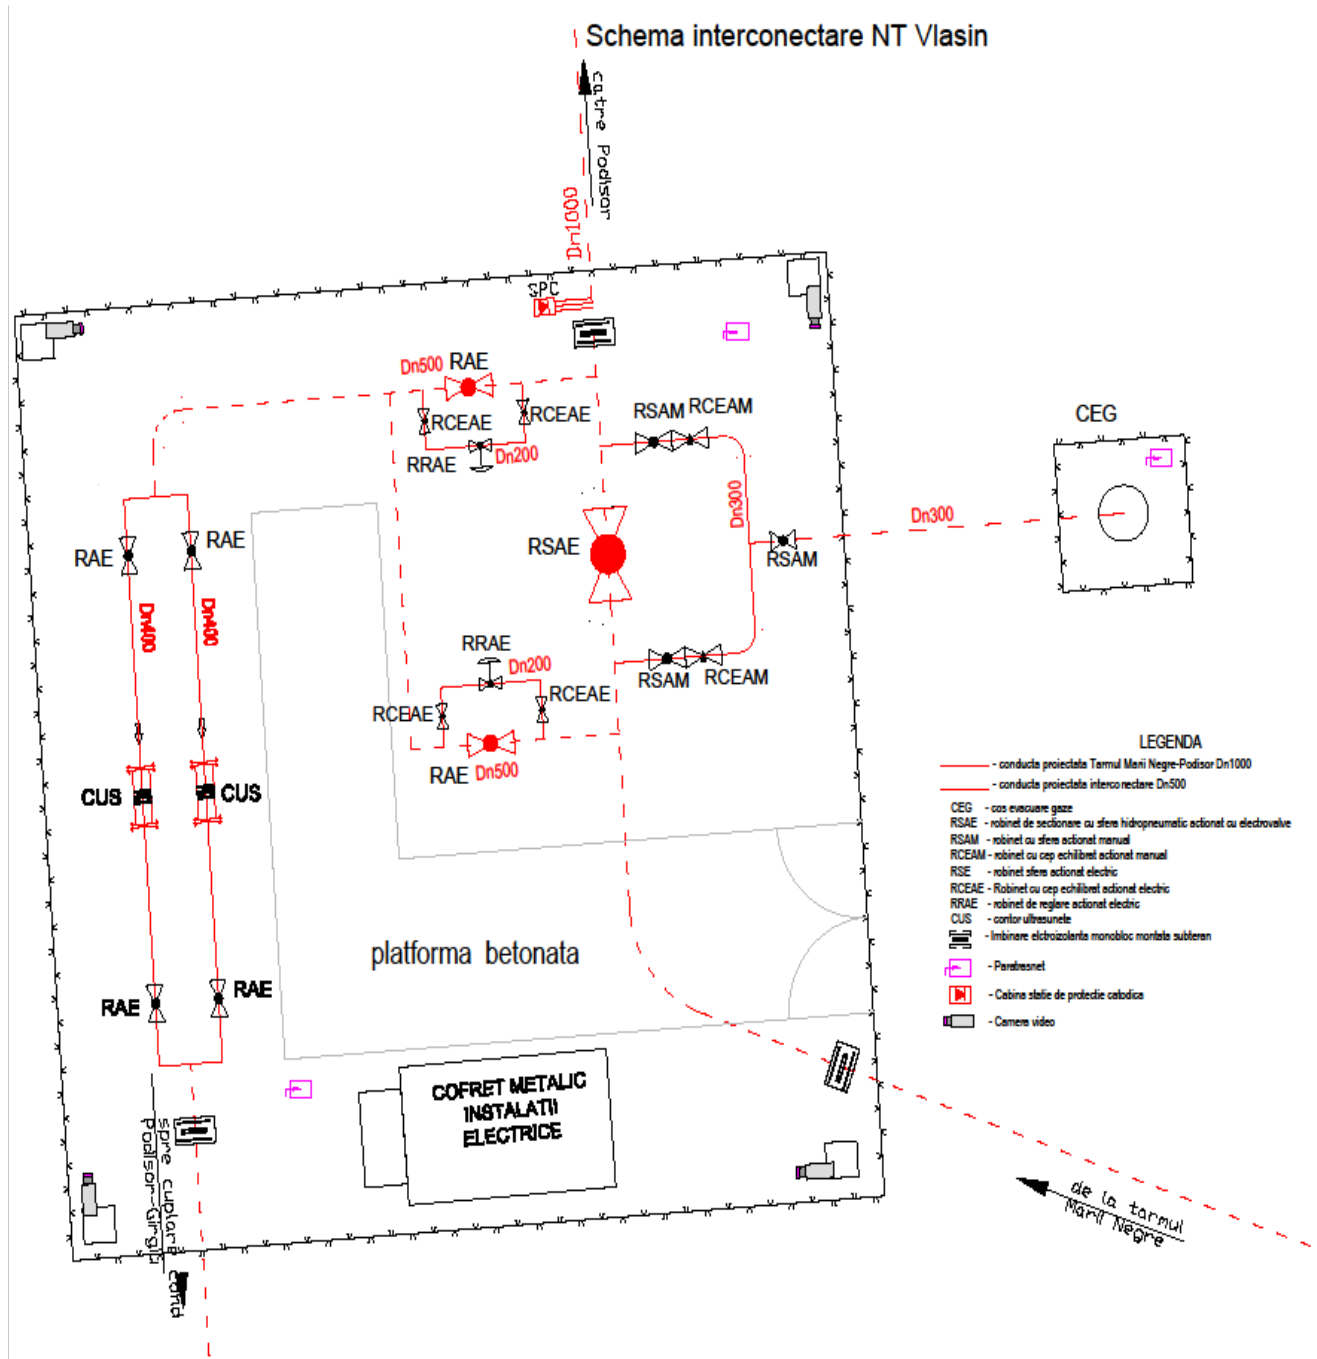 Schema interconectare NT Vlasin
catre Podisor
Dn1000
SPC
Dn500 RAE
RCEAE
RCEAE
RRAE
Dn200
RSAM
RCEAM
CEG
Dn300
Dn300
RSAE
RSAM
RAE
RAE
Dn400
Dn400
RRAE
Dn200
RSAM
RCEAM
RCEAE
RCEAE
RAE
Dn500
CUS
CUS
LEGENDA
- conducta proiectata Tarmul Marii Negre-Podisor Dn1000
- conducta proiectata interconectare Dn500
CEG - cos evacuare gaze
RSAE - robinet de sectionare cu sfera hidropneumatic actionat cu electrovalve
RSAM - robinet cu sfera actionat manual
RCEAM - robinet cu cep echilibrat actionat manual
RSE - robinet sfera actionat electric
RCEAE - Robinet cu cep echilibrat actionat electric
RRAE - robinet de reglare actionat electric
CUS - contor ultrasunete
- Imbinare elctroizolanta monobloc montata subteran
- Paratrasnet
- Cabina statie de protectie catodica
- Camera video
platforma betonata
RAE
RAE
COFRET METALIC
INSTALATII
ELECTRICE
spre cuplare cond
Podisor-Girgiu
de la tarmul
Marii Negre